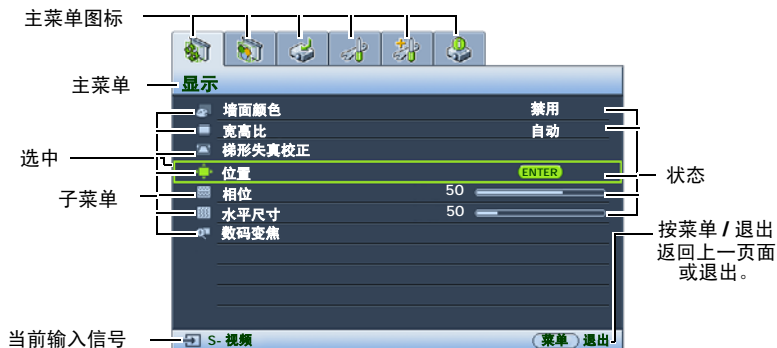 主菜单图标
主菜单
显示
墙面颜色 禁用
宽高比 自动
梯形失真校正
选中
位置 ENTER
状态
子菜单
相位 50
水平尺寸 50
数码变焦
按菜单 / 退出
返回上一页面
或退出。
当前输入信号
S- 视频
菜单 退出